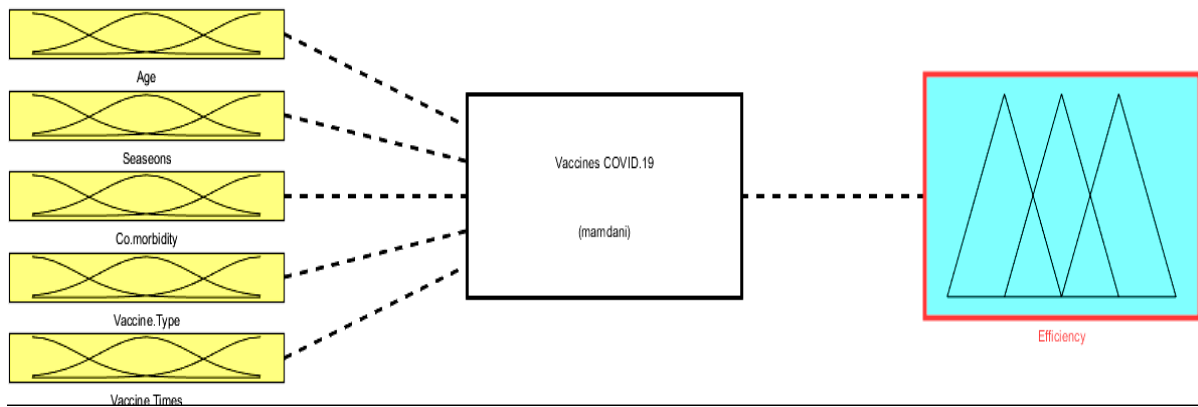 Age
Seaseons
Co.morbidity
Vaccine.Type
Vaccine Times
Vaccines COVID.19
(mamdani)
Efficiency